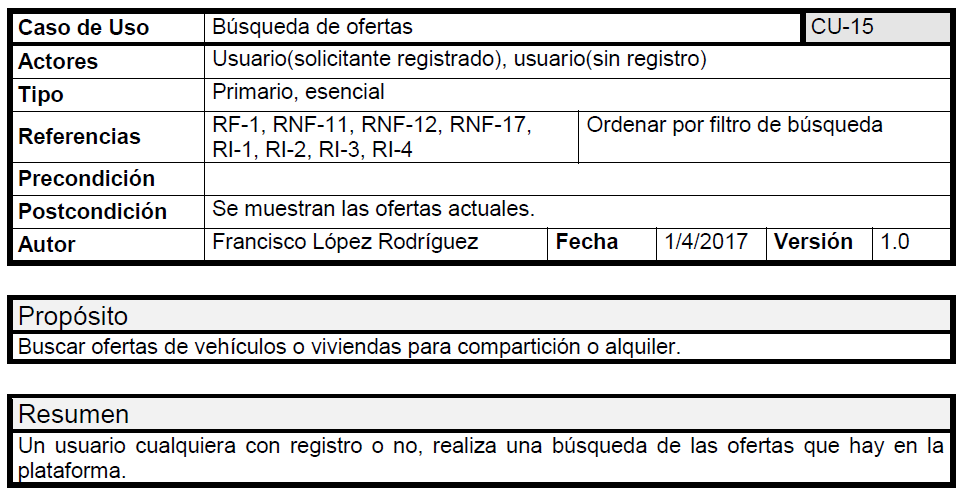 Caso de Uso Búsqueda de ofertas CU-15
Actores Usuario(solicitante registrado), usuario(sin registro)
Tipo Primario, esencial
Referencias RF-1, RNF-11, RNF-12, RNF-17, Ordenar por filtro de búsqueda
RI-1, RI-2, RI-3, RI-4
Precondición
Postcondición Se muestran las ofertas actuales.
Autor Francisco López Rodríguez Fecha 1/4/2017 Versión 1.0
Propósito
Buscar ofertas de vehículos o viviendas para compartición o alquiler.
Resumen
Un usuario cualquiera con registro o no, realiza una búsqueda de las ofertas que hay en la
plataforma.